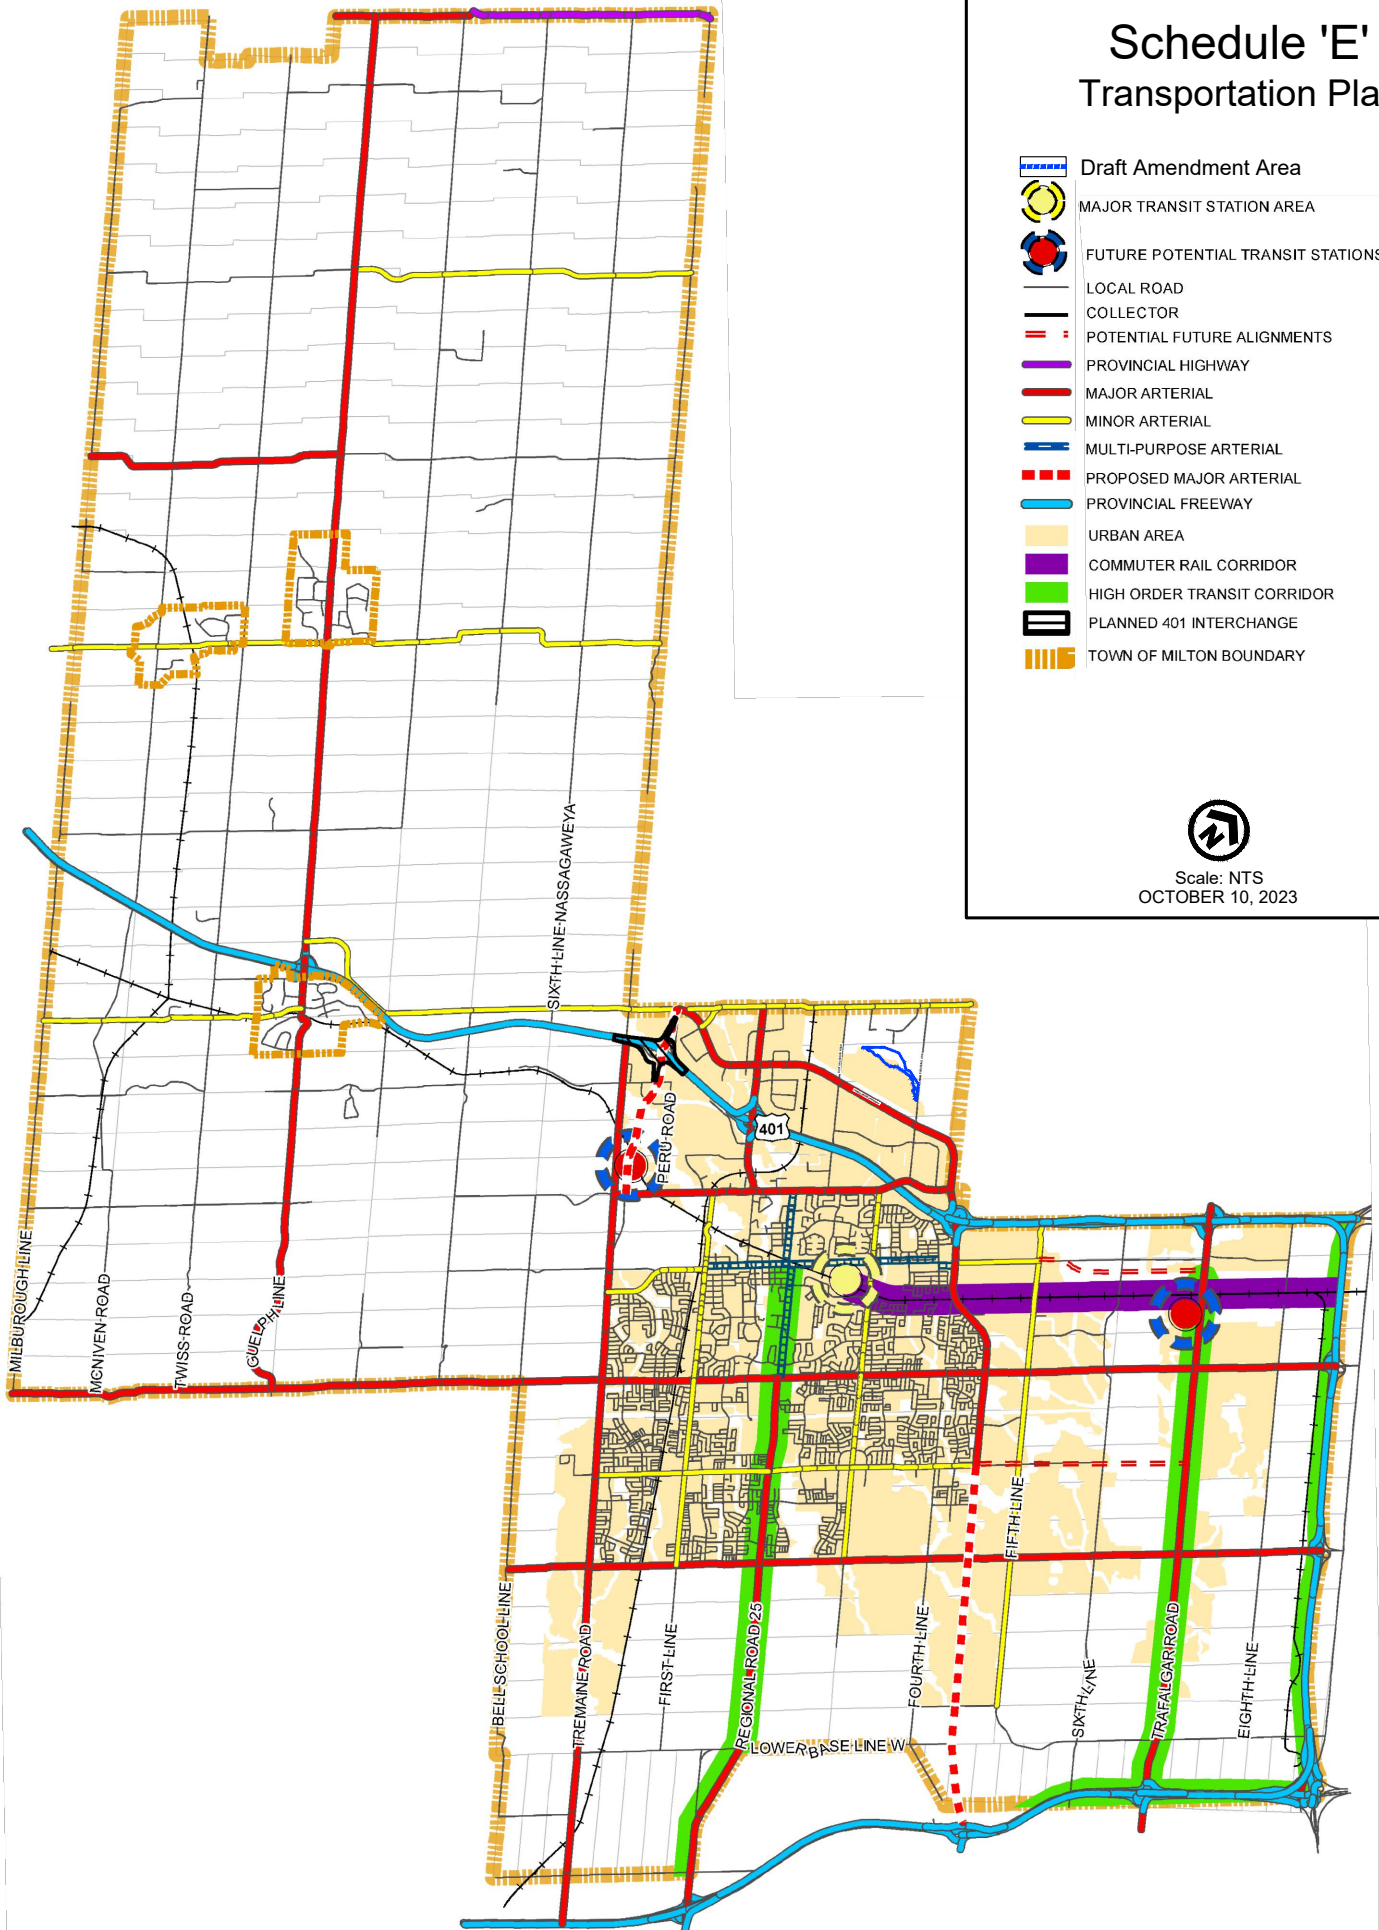 Schedule 'E'
Transportation Pla
Draft Amendment Area
MAJOR TRANSIT STATION AREA
FUTURE POTENTIAL TRANSIT STATIONS
LOCAL ROAD
COLLECTOR
POTENTIAL FUTURE ALIGNMENTS
PROVINCIAL HIGHWAY
MAJOR ARTERIAL
MINOR ARTERIAL
MULTI-PURPOSE ARTERIAL
PROPOSED MAJOR ARTERIAL
PROVINCIAL FREEWAY
URBAN AREA
COMMUTER RAIL CORRIDOR
HIGH ORDER TRANSIT CORRIDOR
PLANNED 401 INTERCHANGE
TOWN OF MILTON BOUNDARY
N
Scale: NTS
OCTOBER 10, 2023
SIXTH LINE NASSAGAWEYA
PERU ROAD
401
MILBUROUGH LINE
MCNIVEN ROAD
TWISS ROAD
GUELPH LINE
BELL SCHOOL LINE
TREMAINE ROAD
FIRST LINE
REGIONAL ROAD 25
LOWER BASE LINE W
FOURTH LINE
FIFTH LINE
SIXTH LINE
TRAFALGAR ROAD
EIGHTH LINE